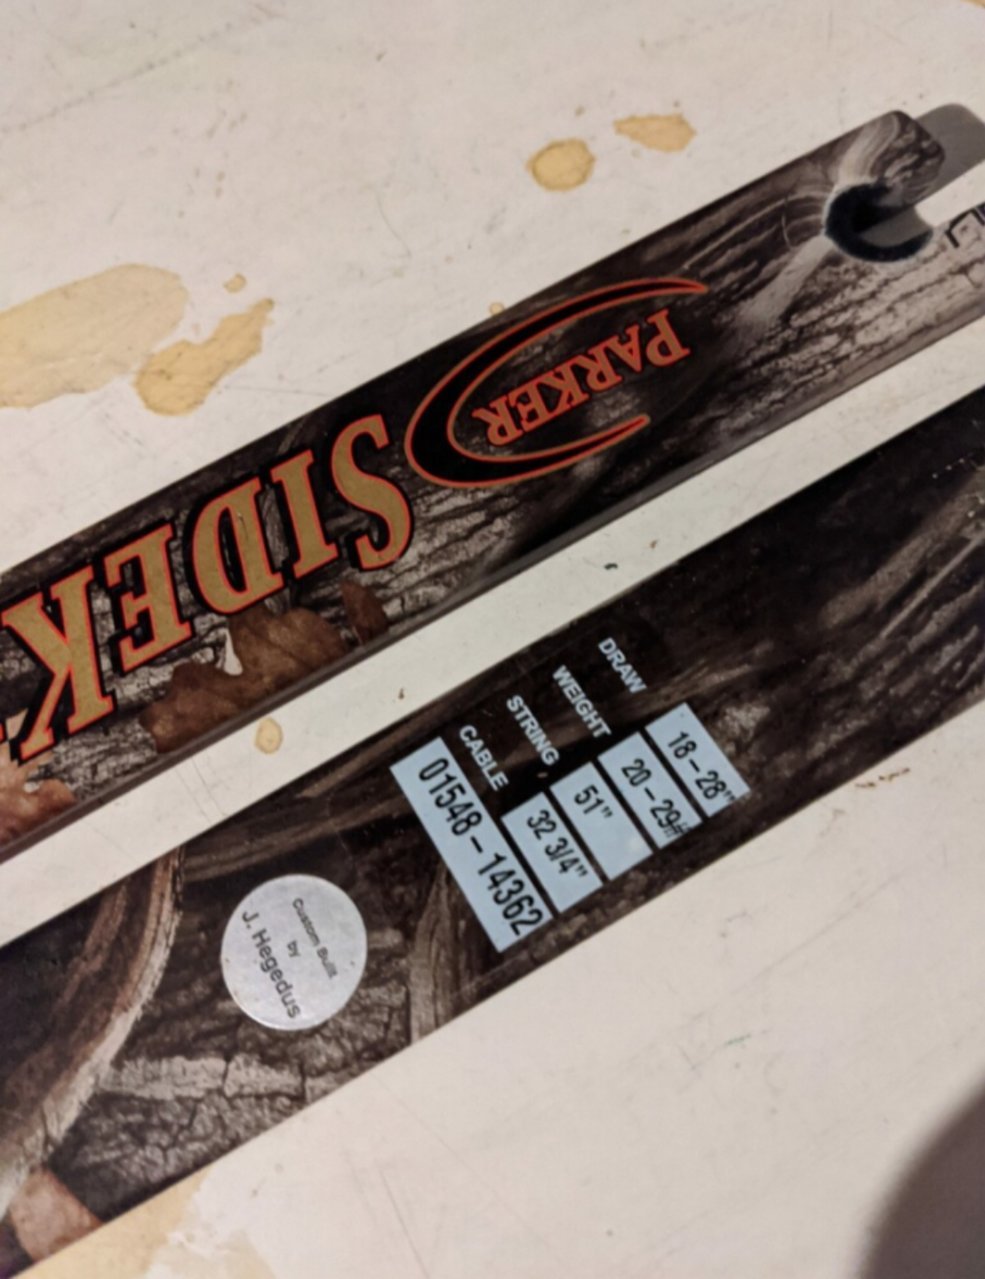 PARKER
SIDEK
DRAW 18-28"
WEIGHT 20-29#
STRING 51"
CABLE 32 3/4"
01548-14362
Custom Built
by
J. Hegedus